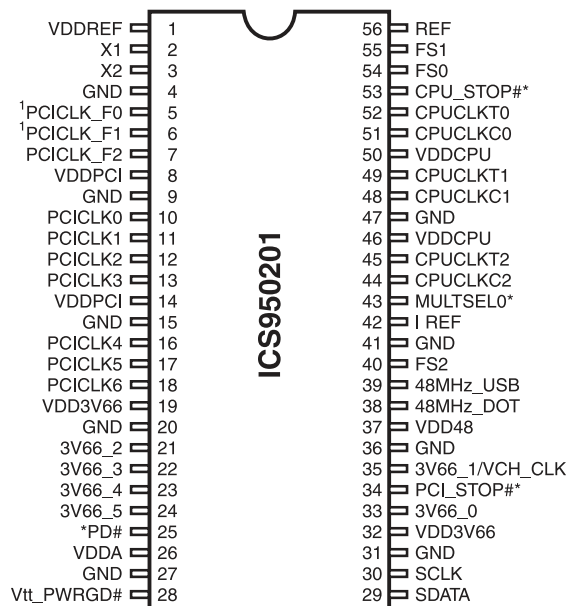 VDDREF 1 56 REF
X1 2 55 FS1
X2 3 54 FS0
GND 4 53 CPU_STOP#*
¹PCICLK_F0 5 52 CPUCLKT0
¹PCICLK_F1 6 51 CPUCLKC0
PCICLK_F2 7 50 VDDCPU
VDDPCI 8 49 CPUCLKT1
GND 9 48 CPUCLKC1
PCICLK0 10 47 GND
PCICLK1 11 46 VDDCPU
PCICLK2 12 45 CPUCLKT2
PCICLK3 13 44 CPUCLKC2
VDDPCI 14 43 MULTSEL0*
GND 15 42 I REF
PCICLK4 16 41 GND
PCICLK5 17 40 FS2
PCICLK6 18 39 48MHz_USB
VDD3V66 19 38 48MHz_DOT
GND 20 37 VDD48
3V66_2 21 36 GND
3V66_3 22 35 3V66_1/VCH_CLK
3V66_4 23 34 PCI_STOP#*
3V66_5 24 33 3V66_0
*PD# 25 32 VDD3V66
VDDA 26 31 GND
GND 27 30 SCLK
Vtt_PWRGD# 28 29 SDATA
ICS950201